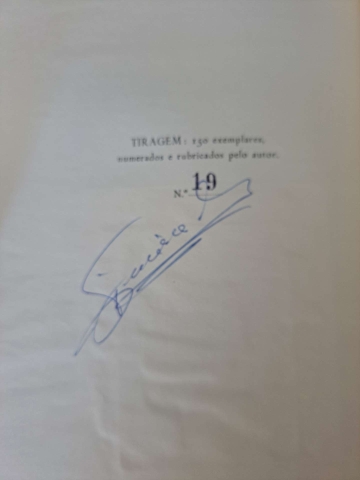 TIRAGEM: 150 exemplares,
numerados e rubricados pelo autor.
N.º 19